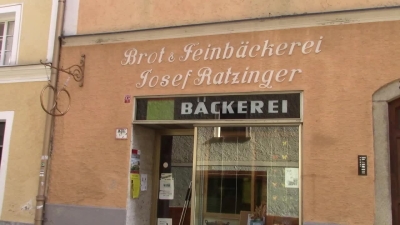 Brot & Feinbäckerei
Josef Ratzinger
BÄCKEREI